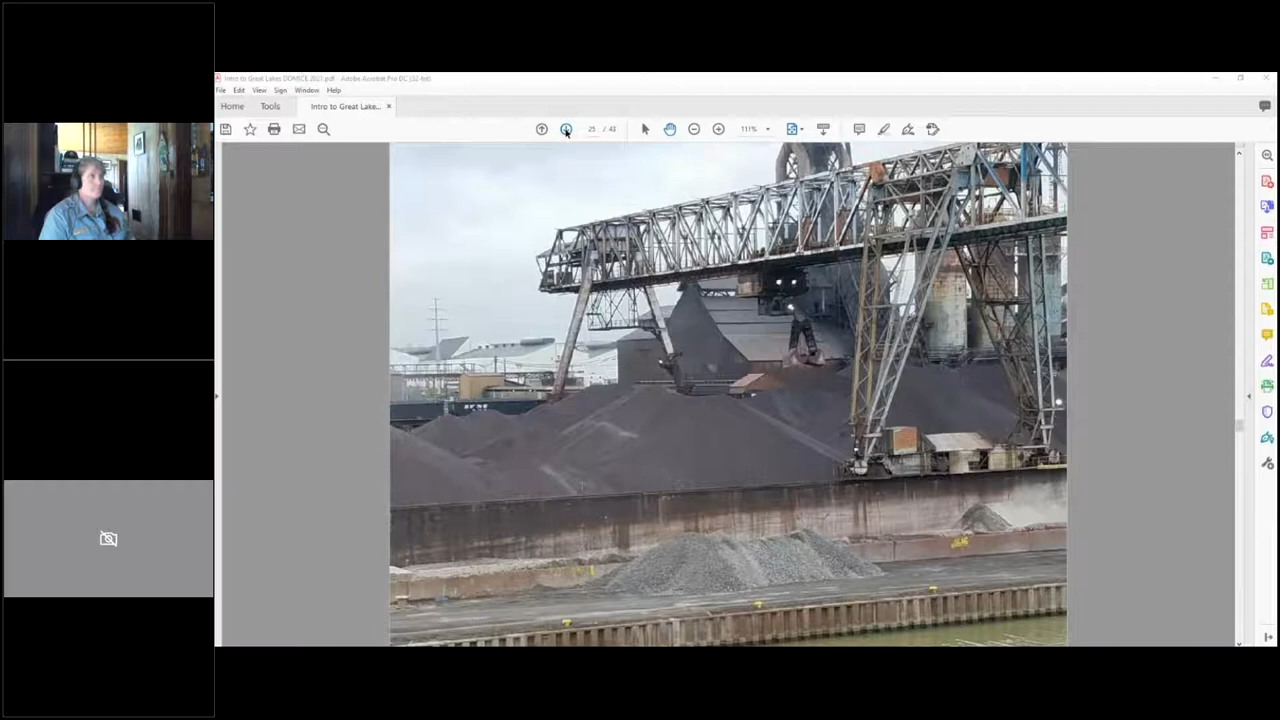 Intro to Great Lakes DOMICE 2021.pdf - Adobe Acrobat Pro DC (32-bit)
File Edit View Sign Window Help
Home Tools Intro to Great Lake... ×
25 / 43 111%